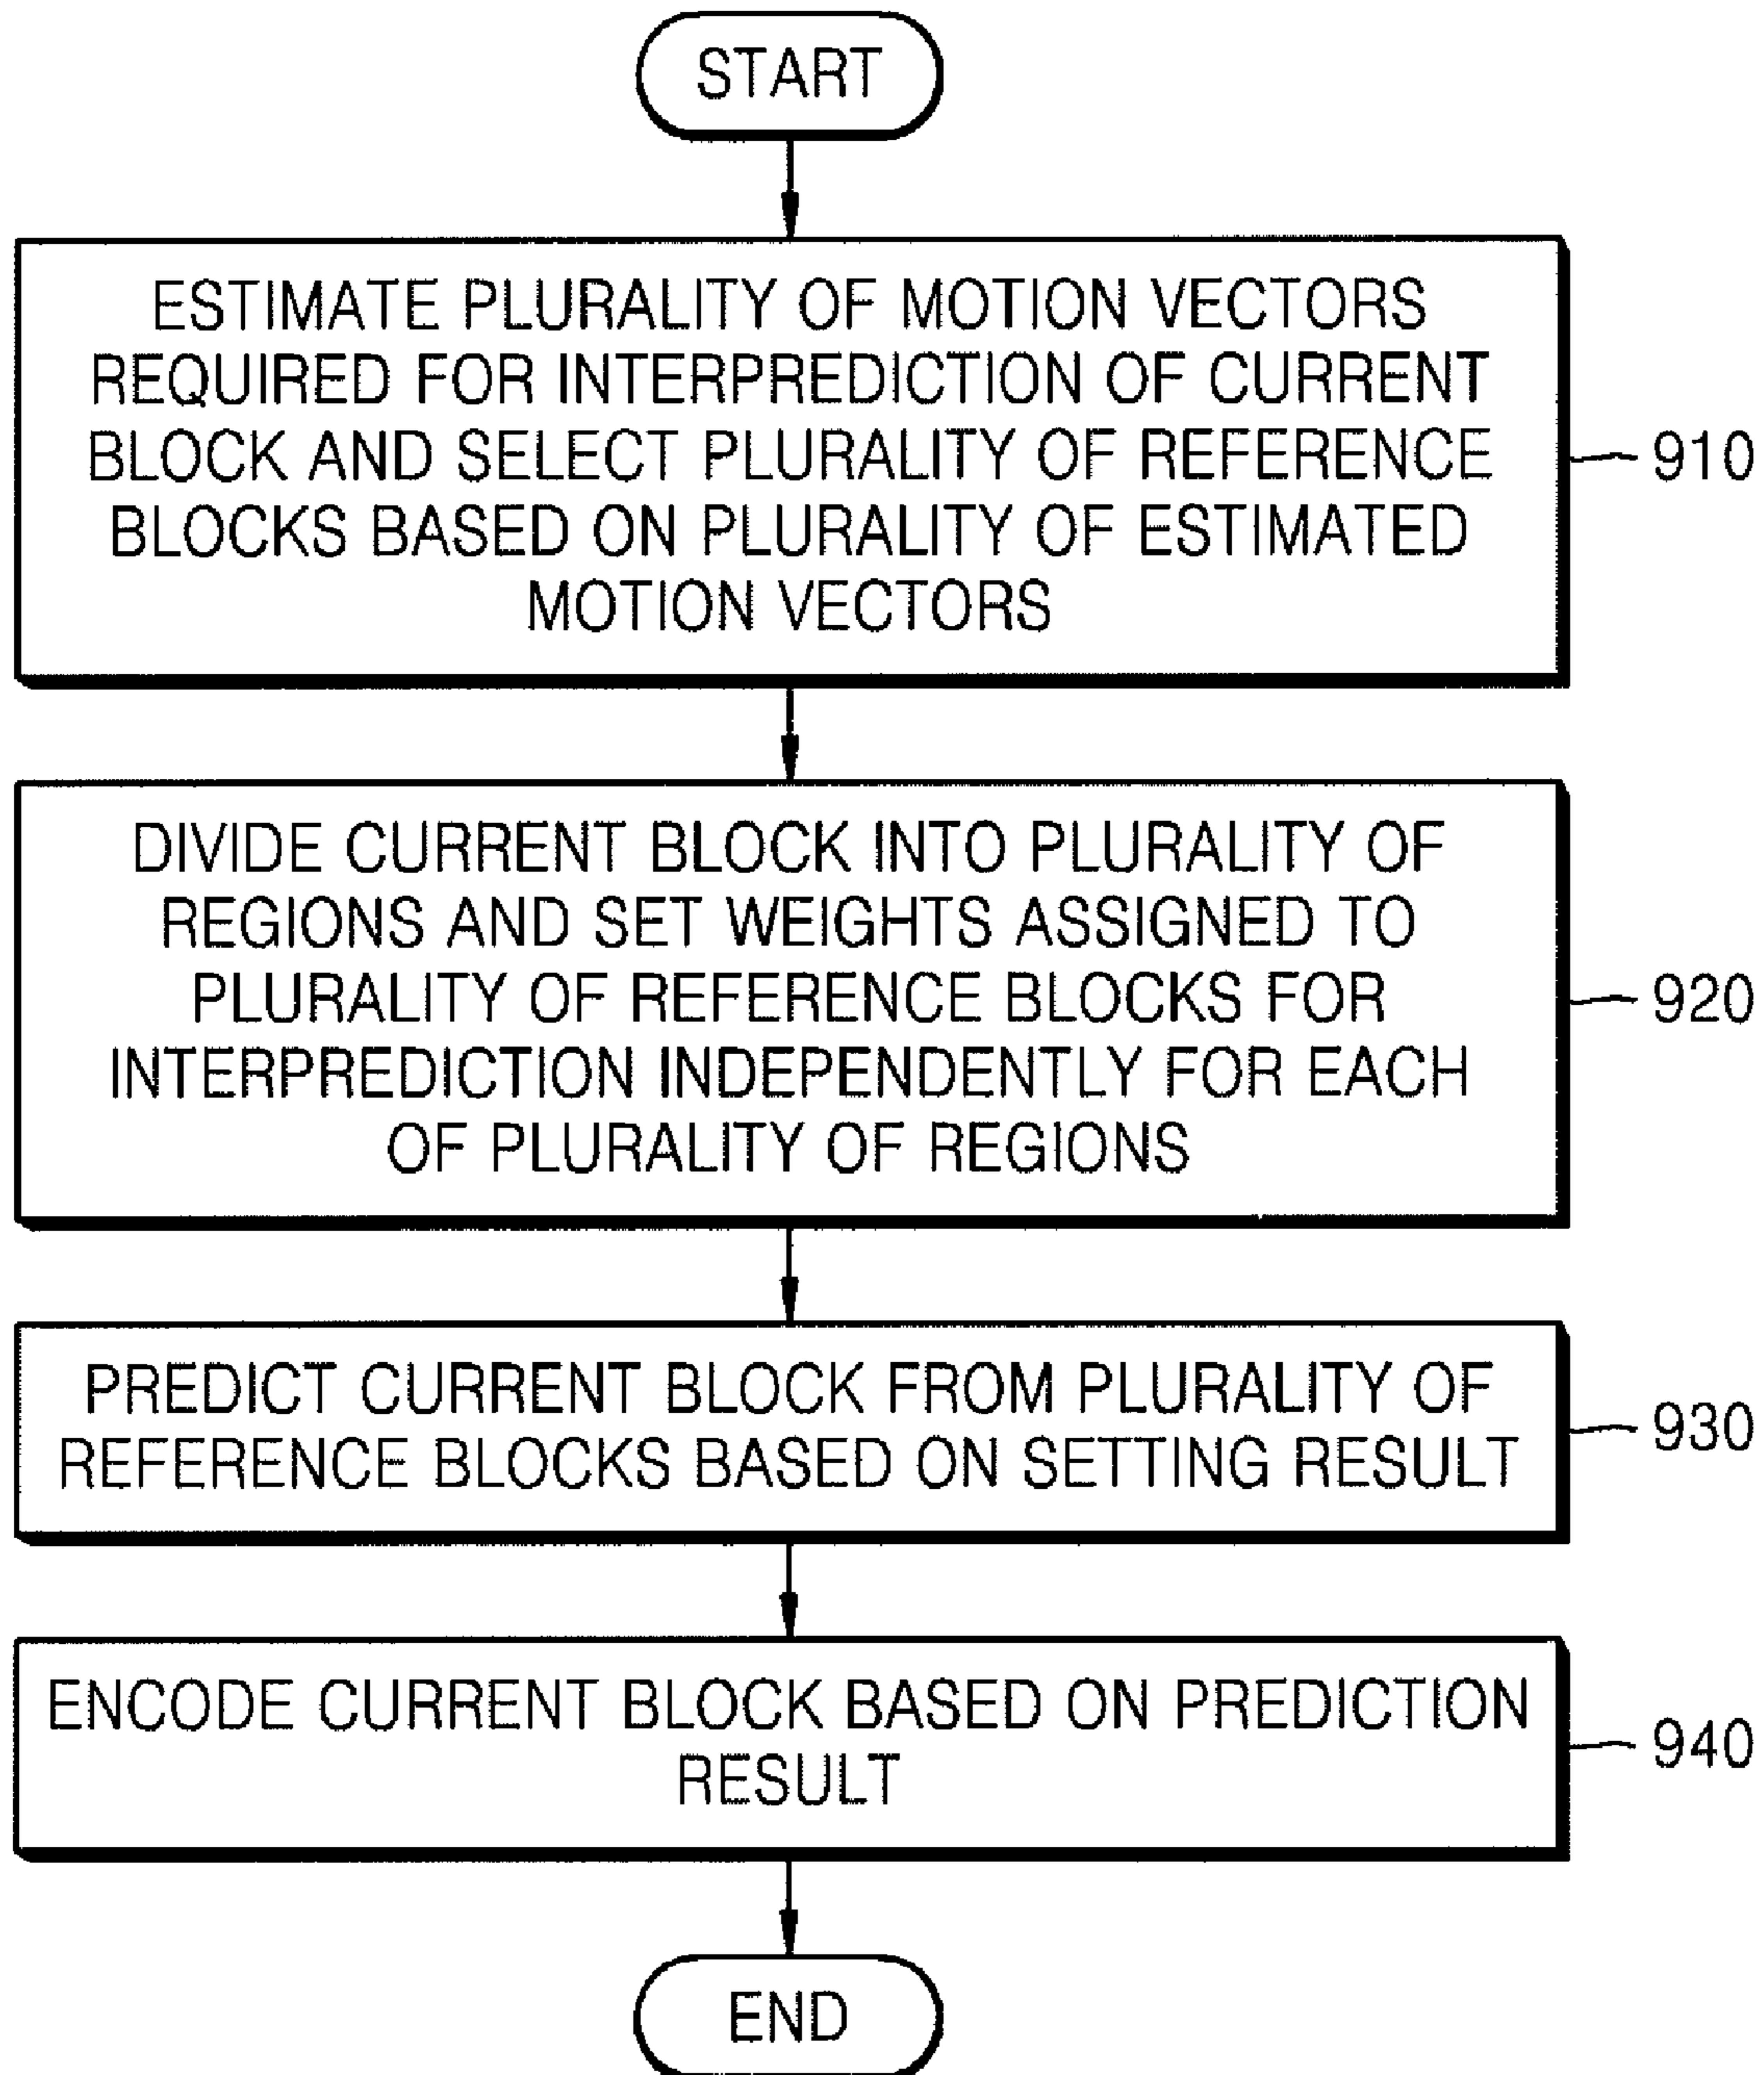 START
ESTIMATE PLURALITY OF MOTION VECTORS
REQUIRED FOR INTERPREDICTION OF CURRENT
BLOCK AND SELECT PLURALITY OF REFERENCE
BLOCKS BASED ON PLURALITY OF ESTIMATED
MOTION VECTORS
910
DIVIDE CURRENT BLOCK INTO PLURALITY OF
REGIONS AND SET WEIGHTS ASSIGNED TO
PLURALITY OF REFERENCE BLOCKS FOR
INTERPREDICTION INDEPENDENTLY FOR EACH
OF PLURALITY OF REGIONS
920
PREDICT CURRENT BLOCK FROM PLURALITY OF
REFERENCE BLOCKS BASED ON SETTING RESULT
930
ENCODE CURRENT BLOCK BASED ON PREDICTION
RESULT
940
END